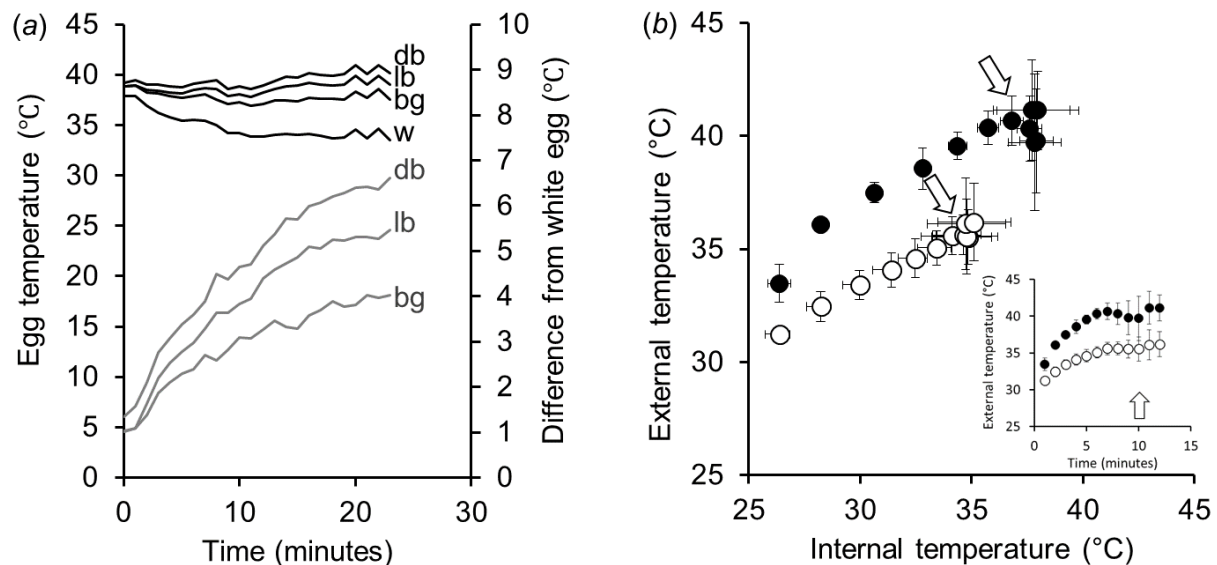 (a)
45
40
35
30
25
20
15
10
5
0
Egg temperature (°C)
db
lb
bg
w
db
lb
bg
10
9
8
7
6
5
4
3
2
1
0
Difference from white egg (°C)
0
10
20
30
Time (minutes)
(b)
45
40
35
31
25
External temperature (°C)
25
30
35
40
45
Internal temperature (°C)
45
40
35
30
25
External temperature (°C)
0
5
10
15
Time (minutes)